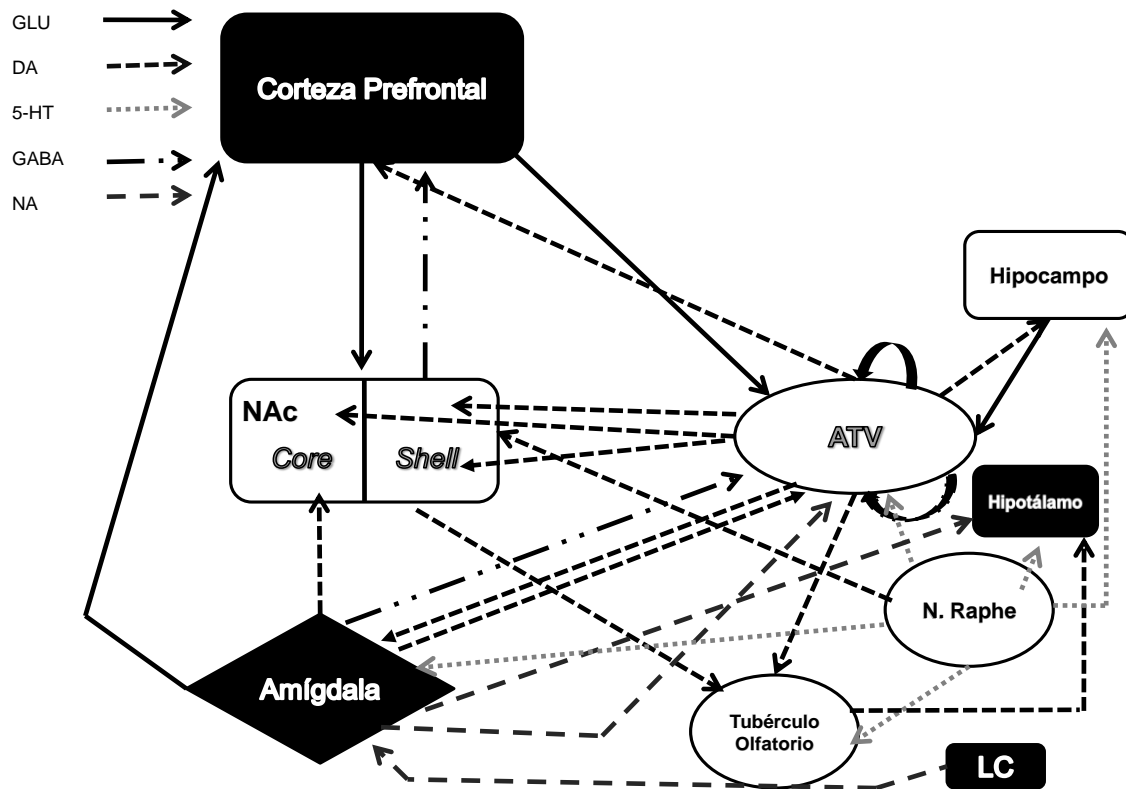 GLU
DA
5-HT
GABA
NA
Corteza Prefrontal
Hipocampo
NAc
Core
Shell
ATV
Hipotálamo
N. Raphe
Amígdala
Tubérculo
Olfatorio
LC